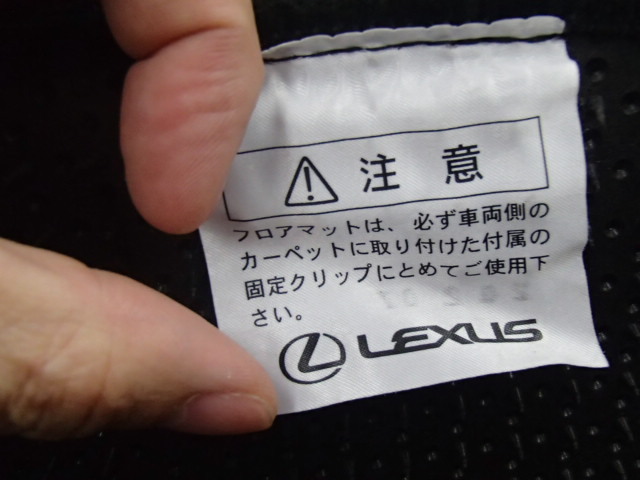 注意
フロアマットは、必ず車両側の
カーペットに取り付けた付属の
固定クリップにとめてご使用下
さい。
LEXUS